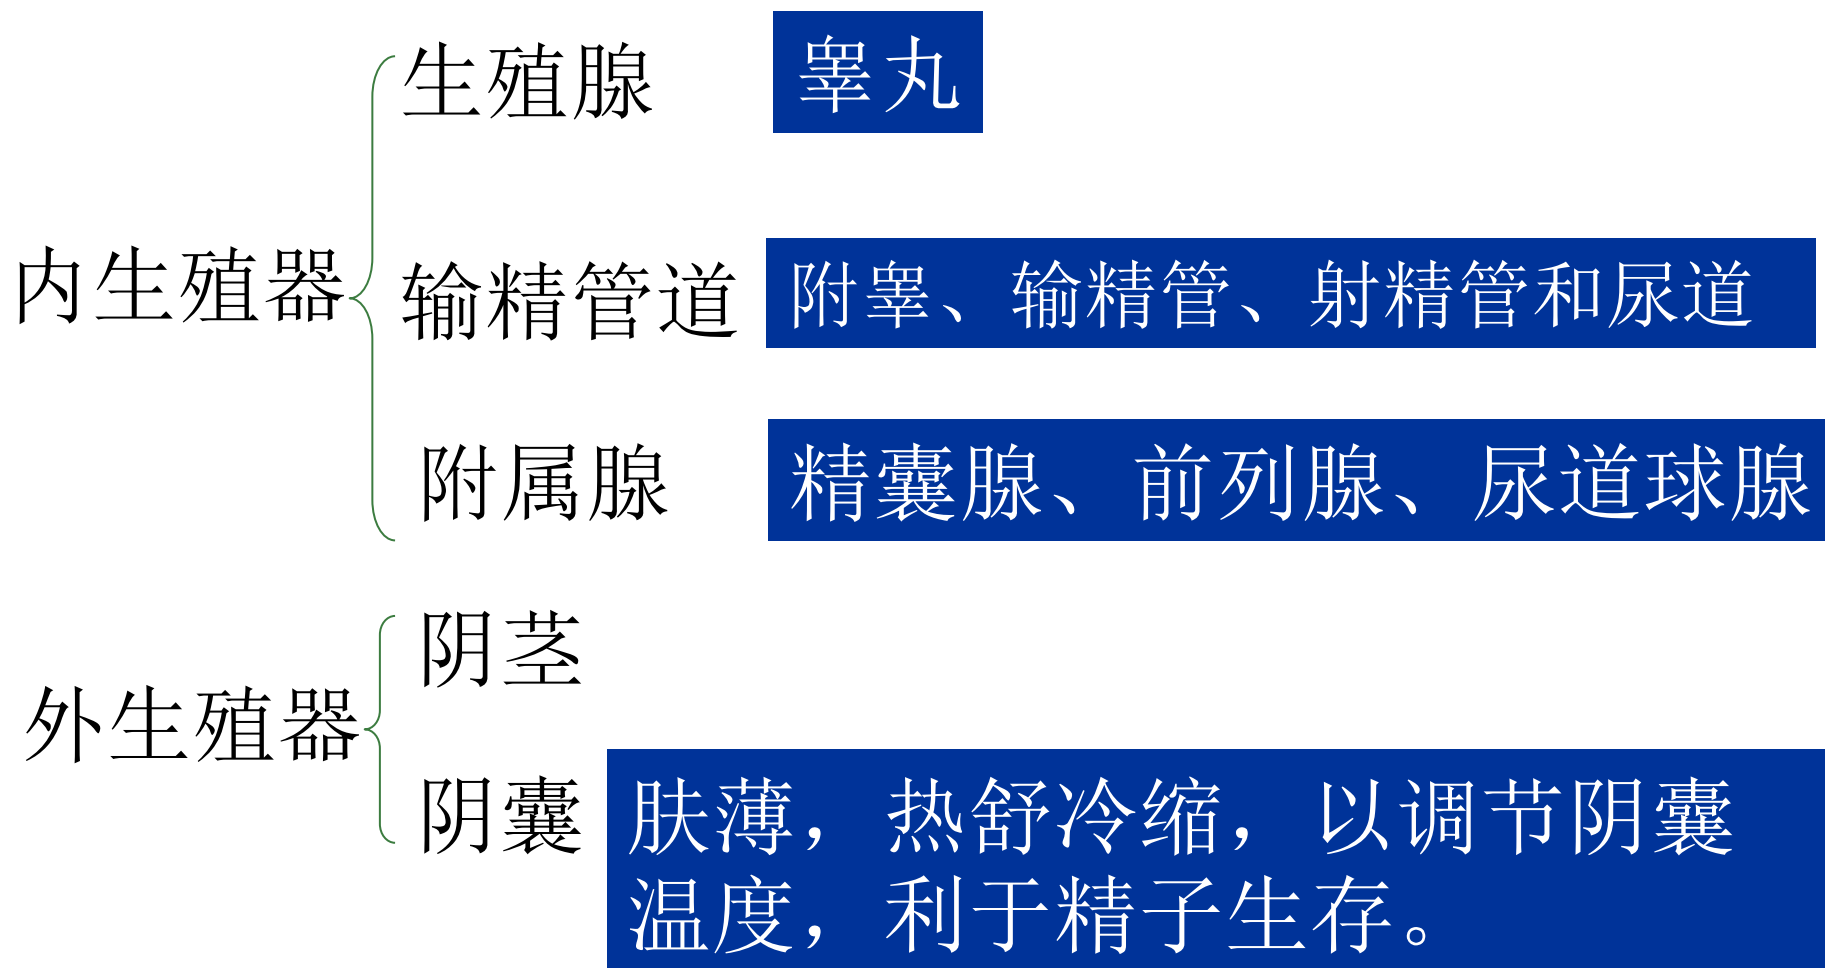 生殖腺 睾丸
内生殖器
输精管道 附睾、输精管、射精管和尿道
附属腺 精囊腺、前列腺、尿道球腺
阴茎
外生殖器
阴囊 肤薄，热舒冷缩，以调节阴囊
温度，利于精子生存。